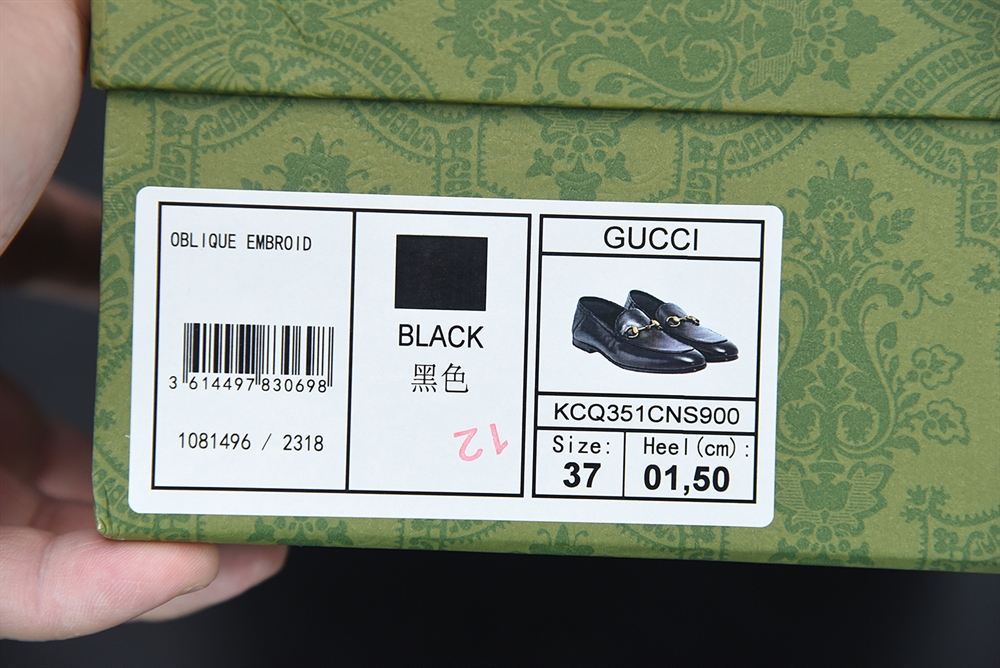 OBLIQUE EMBROID
3 614497 830698
1081496 / 2318
BLACK
黑色
12
GUCCI
KCQ351CNS900
Size:
37
Heel(cm):
01,50